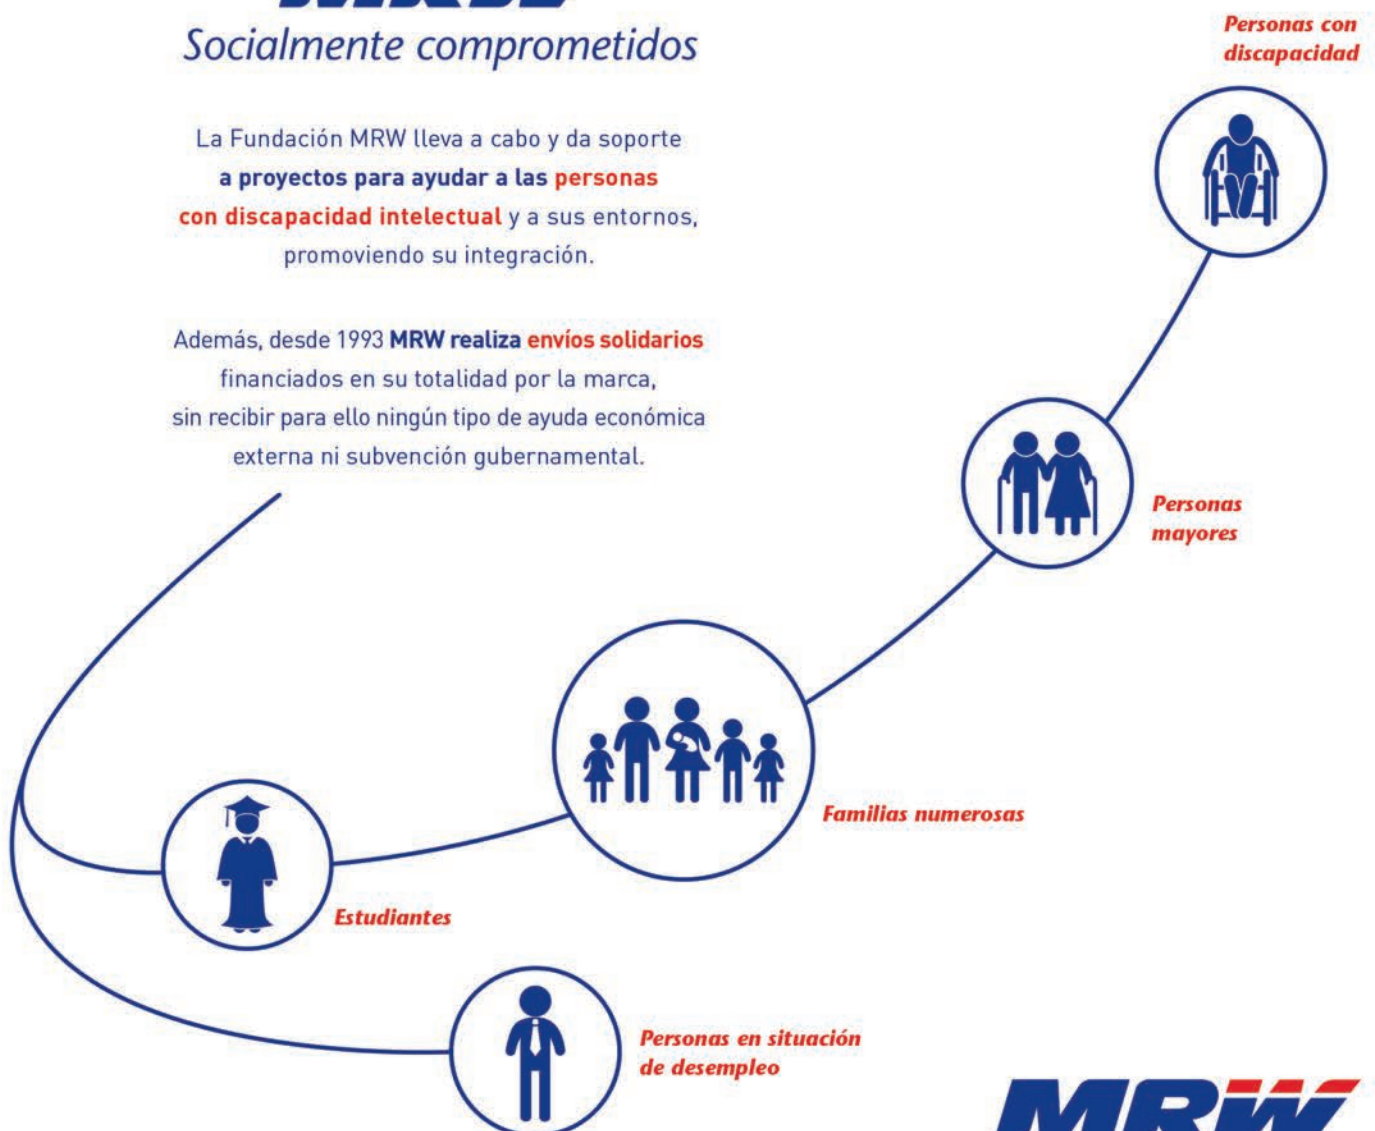 MRW
Socialmente comprometidos
La Fundación MRW lleva a cabo y da soporte
a proyectos para ayudar a las personas
con discapacidad intelectual y a sus entornos,
promoviendo su integración.
Además, desde 1993 MRW realiza envíos solidarios
financiados en su totalidad por la marca,
sin recibir para ello ningún tipo de ayuda económica
externa ni subvención gubernamental.
Personas con
discapacidad
Personas
mayores
Familias numerosas
Estudiantes
Personas en situación
de desempleo
MRW